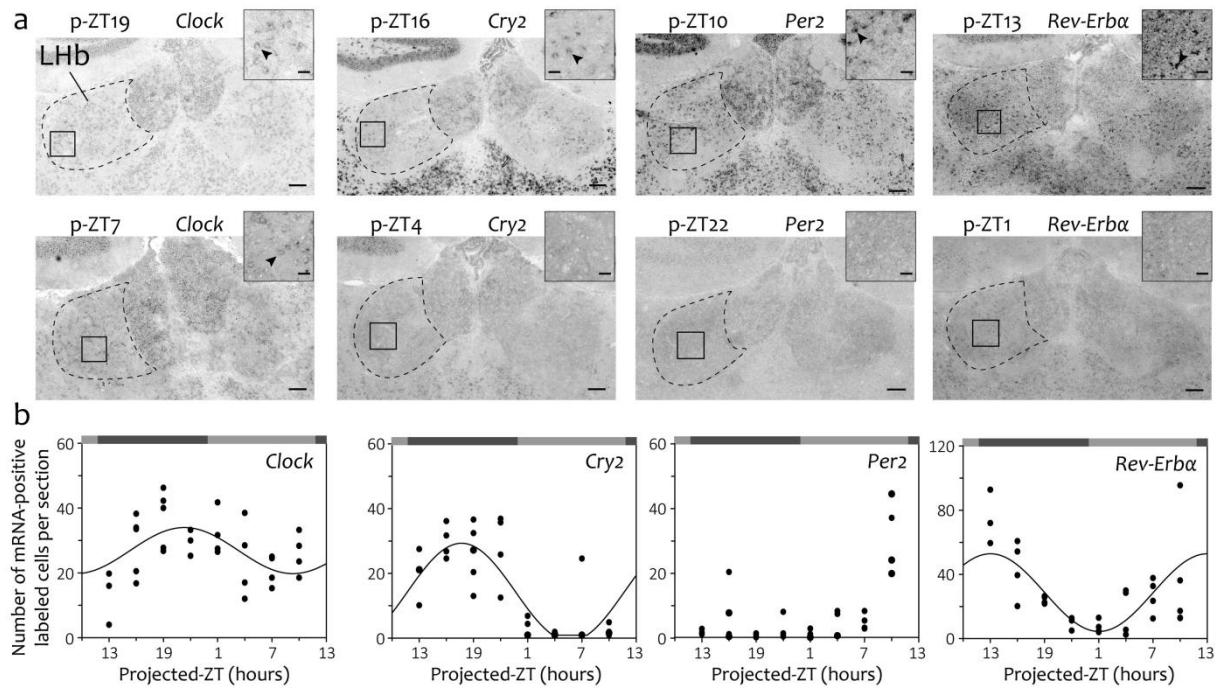 a
p-ZT19 Clock
p-ZT16 Cry2
p-ZT10 Per2
p-ZT13 Rev-Erbα
LHb
p-ZT7 Clock
p-ZT4 Cry2
p-ZT22 Per2
p-ZT1 Rev-Erbα
b
Number of mRNA-positive
labeled cells per section
60
40
20
0
Clock
13 19 1 7 13
Projected-ZT (hours)
60
40
20
0
Cry2
13 19 1 7 13
Projected-ZT (hours)
60
40
20
0
Per2
13 19 1 7 13
Projected-ZT (hours)
120
80
40
0
Rev-Erbα
13 19 1 7 13
Projected-ZT (hours)